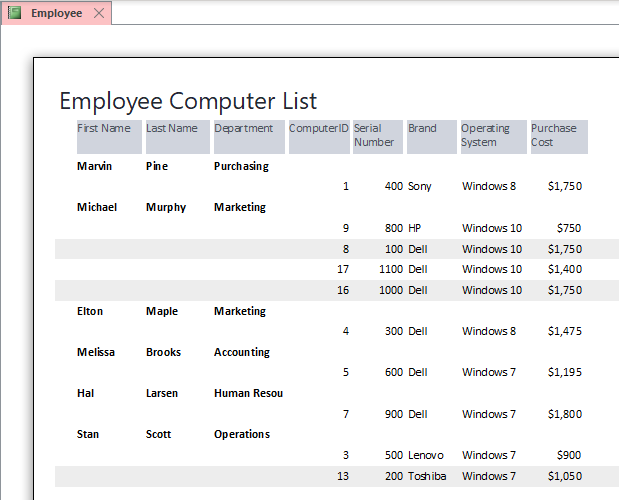 Employee
Employee Computer List
First Name Last Name Department ComputerID Serial Number Brand Operating System Purchase Cost
Marvin Pine Purchasing
1 400 Sony Windows 8 $1,750
Michael Murphy Marketing
9 800 HP Windows 10 $750
8 100 Dell Windows 10 $1,750
17 1100 Dell Windows 10 $1,400
16 1000 Dell Windows 10 $1,750
Elton Maple Marketing
4 300 Dell Windows 8 $1,475
Melissa Brooks Accounting
5 600 Dell Windows 7 $1,195
Hal Larsen Human Resou
7 900 Dell Windows 7 $1,800
Stan Scott Operations
3 500 Lenovo Windows 7 $900
13 200 Toshiba Windows 7 $1,050